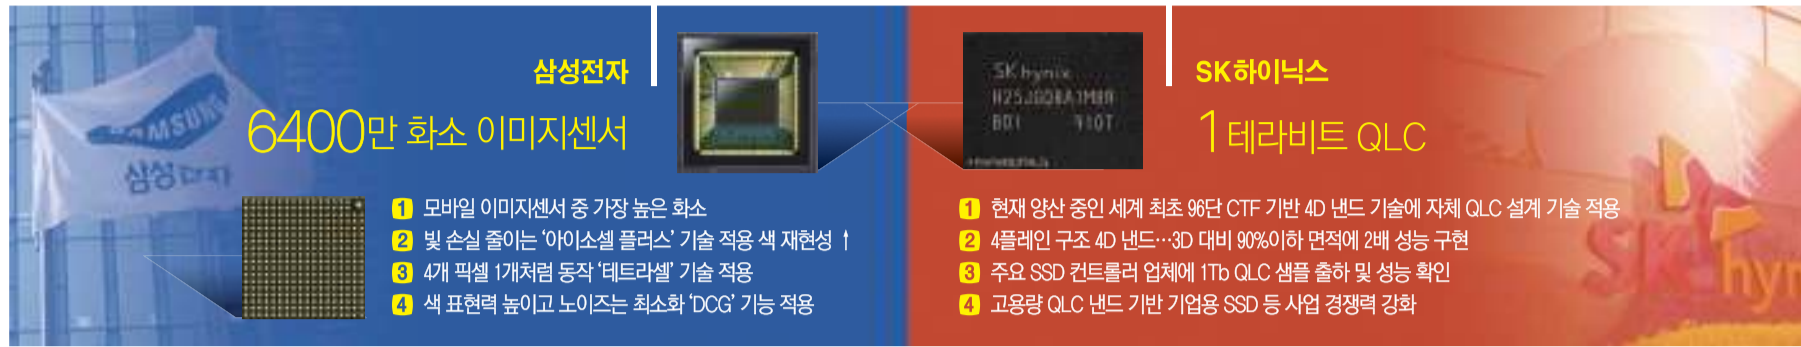 SAMSUNG
삼성전자
삼성전자
6400만 화소 이미지센서
1 모바일 이미지센서 중 가장 높은 화소
2 빛 손실 줄이는 ‘아이소셀 플러스’ 기술 적용 색 재현성 ↑
3 4개 픽셀 1개처럼 동작 ‘테트라셀’ 기술 적용
4 색 표현력 높이고 노이즈는 최소화 ‘DCG’ 기능 적용
SK hynix
BDI 910T
SK하이닉스
1테라비트 QLC
1 현재 양산 중인 세계 최초 96단 CTF 기반 4D 낸드 기술에 자체 QLC 설계 기술 적용
2 4플레인 구조 4D 낸드…3D 대비 90%이하 면적에 2배 성능 구현
3 주요 SSD 컨트롤러 업체에 1Tb QLC 샘플 출하 및 성능 확인
4 고용량 QLC 낸드 기반 기업용 SSD 등 사업 경쟁력 강화
SK hyn